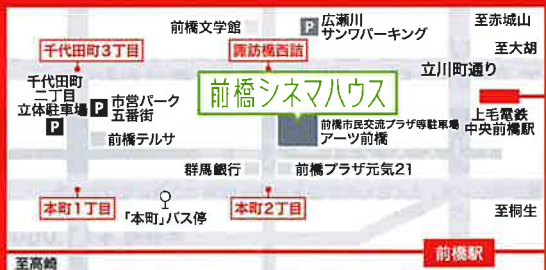 前橋文学館
広瀬川
サンワパーキング
至赤城山
千代田町3丁目
諏訪橋西詰
至大胡
立川町通り
千代田町
二丁目
立体駐車場
市営パーク
五番街
前橋シネマハウス
上毛電鉄
中央前橋駅
前橋テルサ
前橋市民交流プラザ等駐車場
アーツ前橋
群馬銀行
前橋プラザ元気21
本町1丁目
「本町」バス停
本町2丁目
至桐生
前橋駅
至高崎
P
P
P